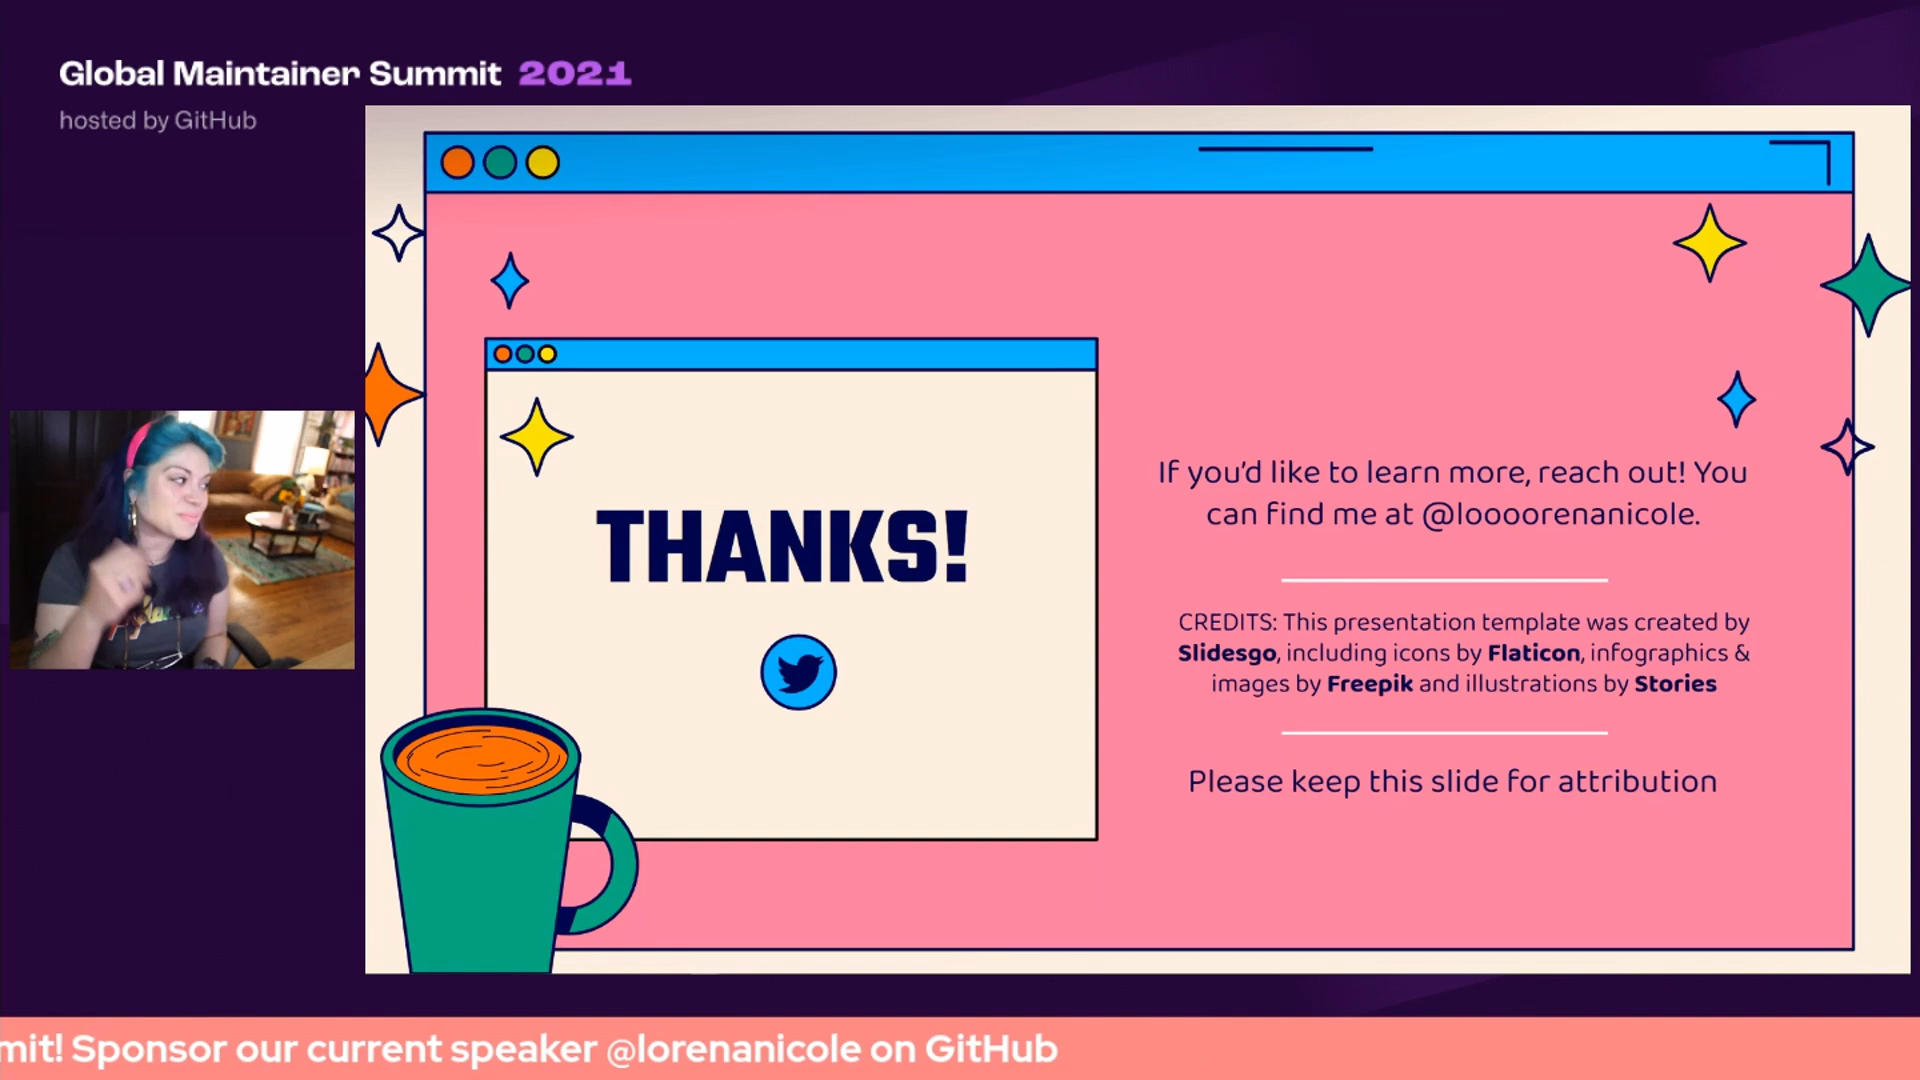 Global Maintainer Summit 2021
hosted by GitHub
THANKS!
If you’d like to learn more, reach out! You
can find me at @loooorenanicole.
CREDITS: This presentation template was created by
Slidesgo, including icons by Flaticon, infographics &
images by Freepik and illustrations by Stories
Please keep this slide for attribution
mit! Sponsor our current speaker @lorenanicole on GitHub